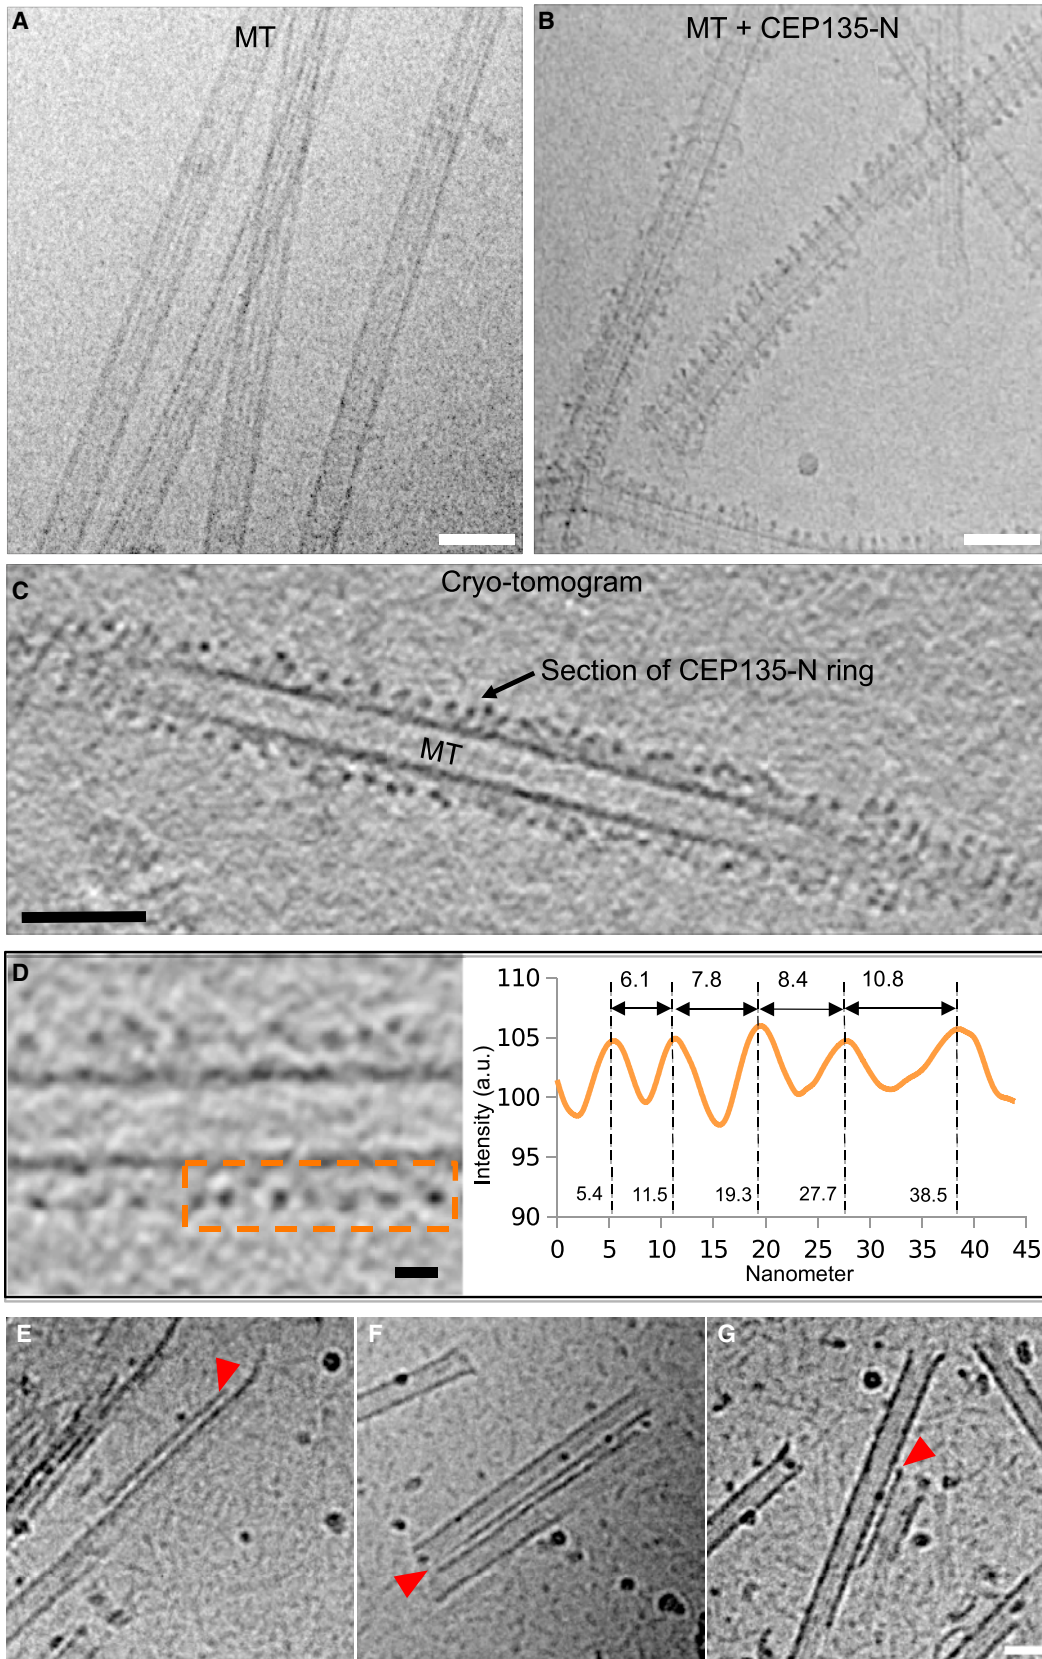 A
MT
B
MT + CEP135-N
C
Cryo-tomogram
Section of CEP135-N ring
MT
D
110
105
100
95
90
Intensity (a.u.)
6.1
7.8
8.4
10.8
5.4
11.5
19.3
27.7
38.5
0
5
10
15
20
25
30
35
40
45
Nanometer
E
F
G